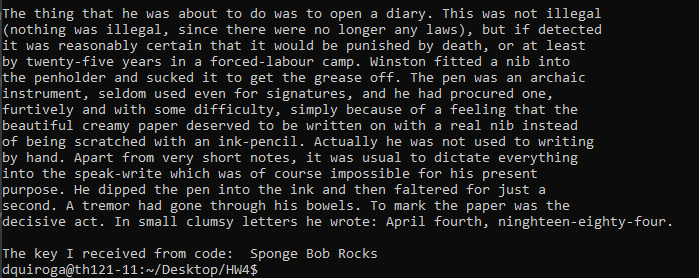 The thing that he was about to do was to open a diary. This was not illegal
(nothing was illegal, since there were no longer any laws), but if detected
it was reasonably certain that it would be punished by death, or at least
by twenty-five years in a forced-labour camp. Winston fitted a nib into
the penholder and sucked it to get the grease off. The pen was an archaic
instrument, seldom used even for signatures, and he had procured one,
furtively and with some difficulty, simply because of a feeling that the
beautiful creamy paper deserved to be written on with a real nib instead
of being scratched with an ink-pencil. Actually he was not used to writing
by hand. Apart from very short notes, it was usual to dictate everything
into the speak-write which was of course impossible for his present
purpose. He dipped the pen into the ink and then faltered for just a
second. A tremor had gone through his bowels. To mark the paper was the
decisive act. In small clumsy letters he wrote: April fourth, ninghteen-eighty-four.
The key I received from code:  Sponge Bob Rocks
dquiroga@th121-11:~/Desktop/HW4$